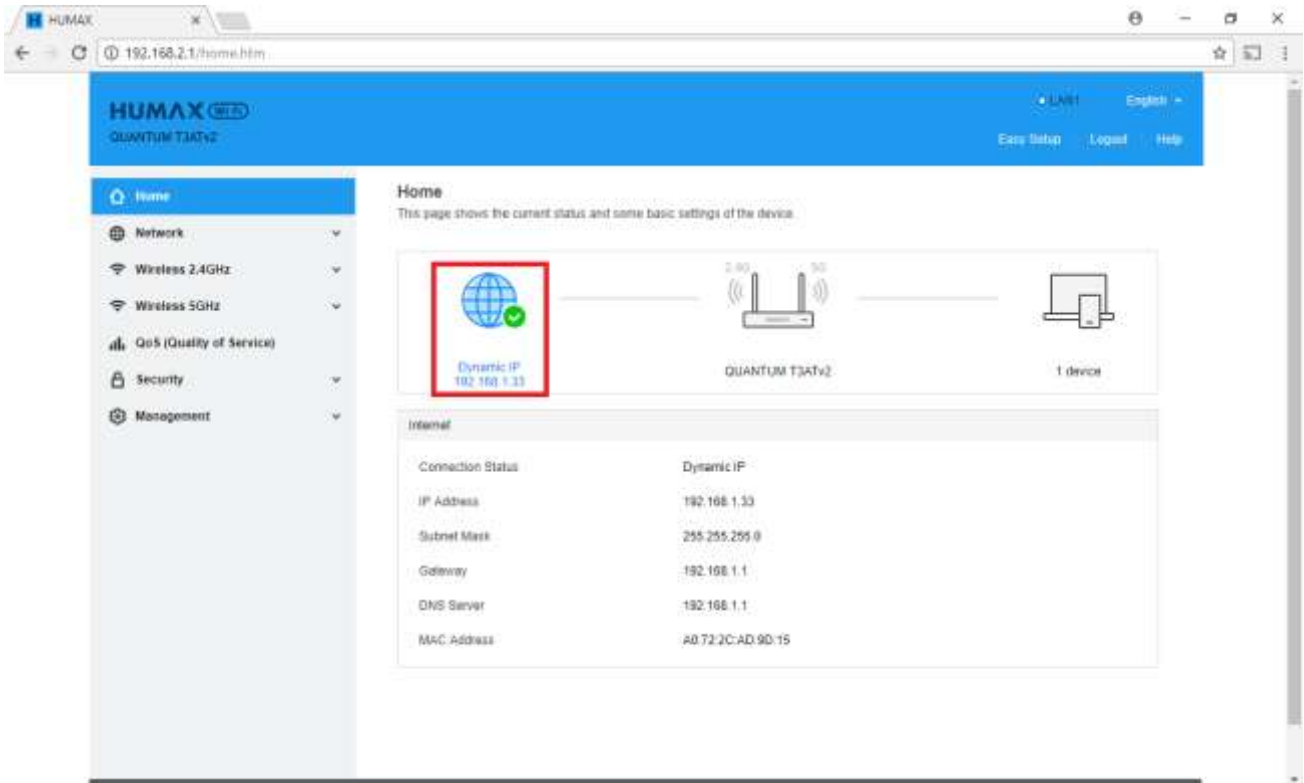 HUMAX
192.168.2.1/home.htm
HUMAX Wi-Fi
QUANTUM T3ATv2
LAN1 English
Easy Setup Logout Help
Home
Network
Wireless 2.4GHz
Wireless 5GHz
QoS (Quality of Service)
Security
Management
Home
This page shows the current status and some basic settings of the device.
2.4G 5G
Dynamic IP
192.168.1.33
QUANTUM T3ATv2
1 device
Internet
Connection Status Dynamic IP
IP Address 192.168.1.33
Subnet Mask 255.255.255.0
Gateway 192.168.1.1
DNS Server 192.168.1.1
MAC Address A0:72:2C:AD:9D:15